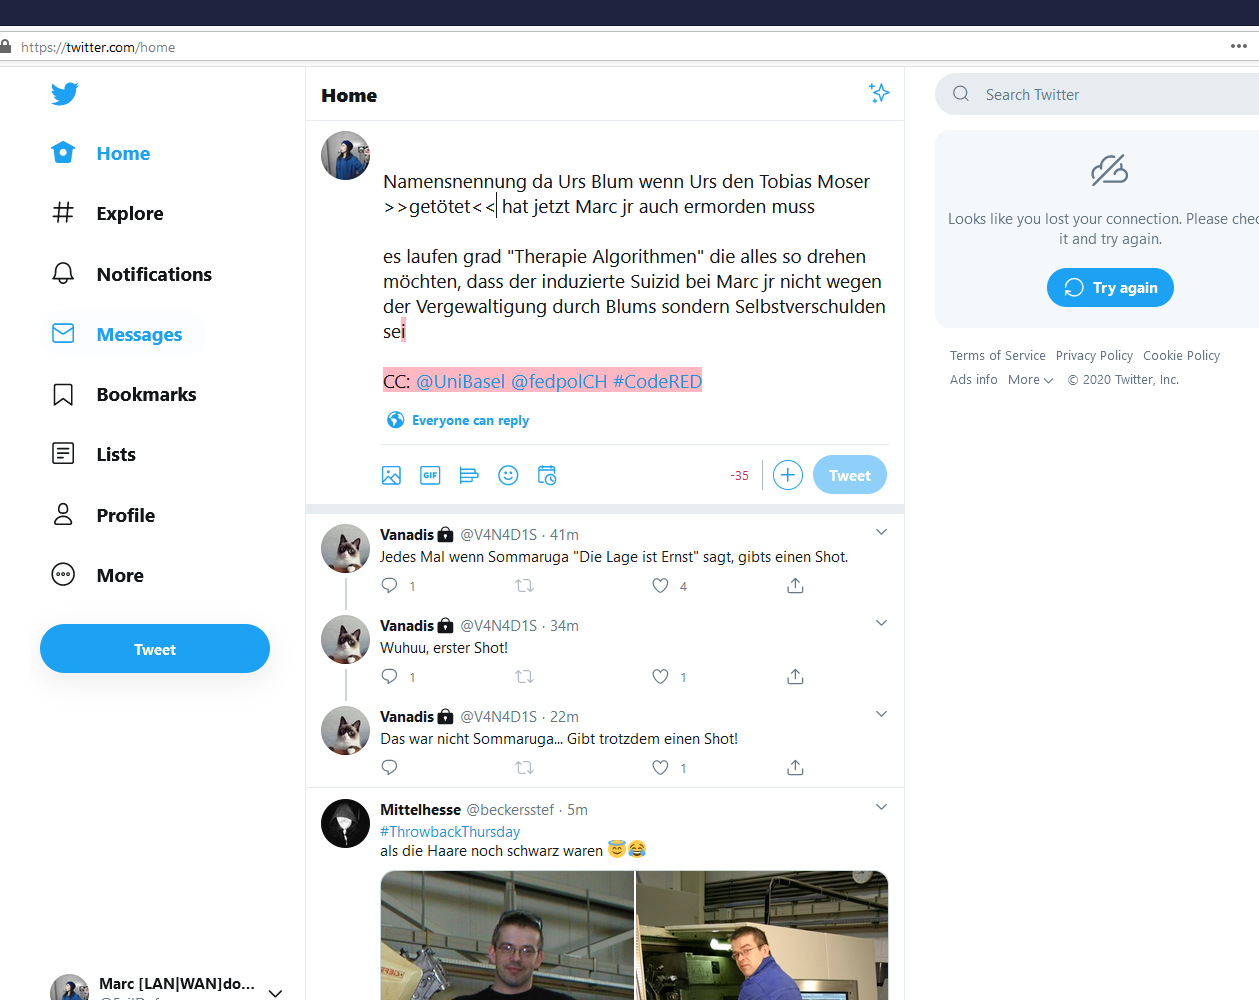 https://twitter.com/home
Home
Explore
Notifications
Messages
Bookmarks
Lists
Profile
More
Tweet
Marc [LAN|WAN]do...
Home
Namensnennung da Urs Blum wenn Urs den Tobias Moser
>>getötet<< hat jetzt Marc jr auch ermorden muss
es laufen grad "Therapie Algorithmen" die alles so drehen
möchten, dass der induzierte Suizid bei Marc jr nicht wegen
der Vergewaltigung durch Blums sondern Selbstverschulden
sei
CC: @UniBasel @fedpolCH #CodeRED
Everyone can reply
GIF
-35
Tweet
Vanadis @V4N4D1S · 41m
Jedes Mal wenn Sommaruga "Die Lage ist Ernst" sagt, gibts einen Shot.
1 4
Vanadis @V4N4D1S · 34m
Wuhuu, erster Shot!
1 1
Vanadis @V4N4D1S · 22m
Das war nicht Sommaruga... Gibt trotzdem einen Shot!
1
Mittelhesse @beckersstef · 5m
#ThrowbackThursday
als die Haare noch schwarz waren 😇😂
Search Twitter
Looks like you lost your connection. Please chec
it and try again.
Try again
Terms of Service Privacy Policy Cookie Policy
Ads info More © 2020 Twitter, Inc.